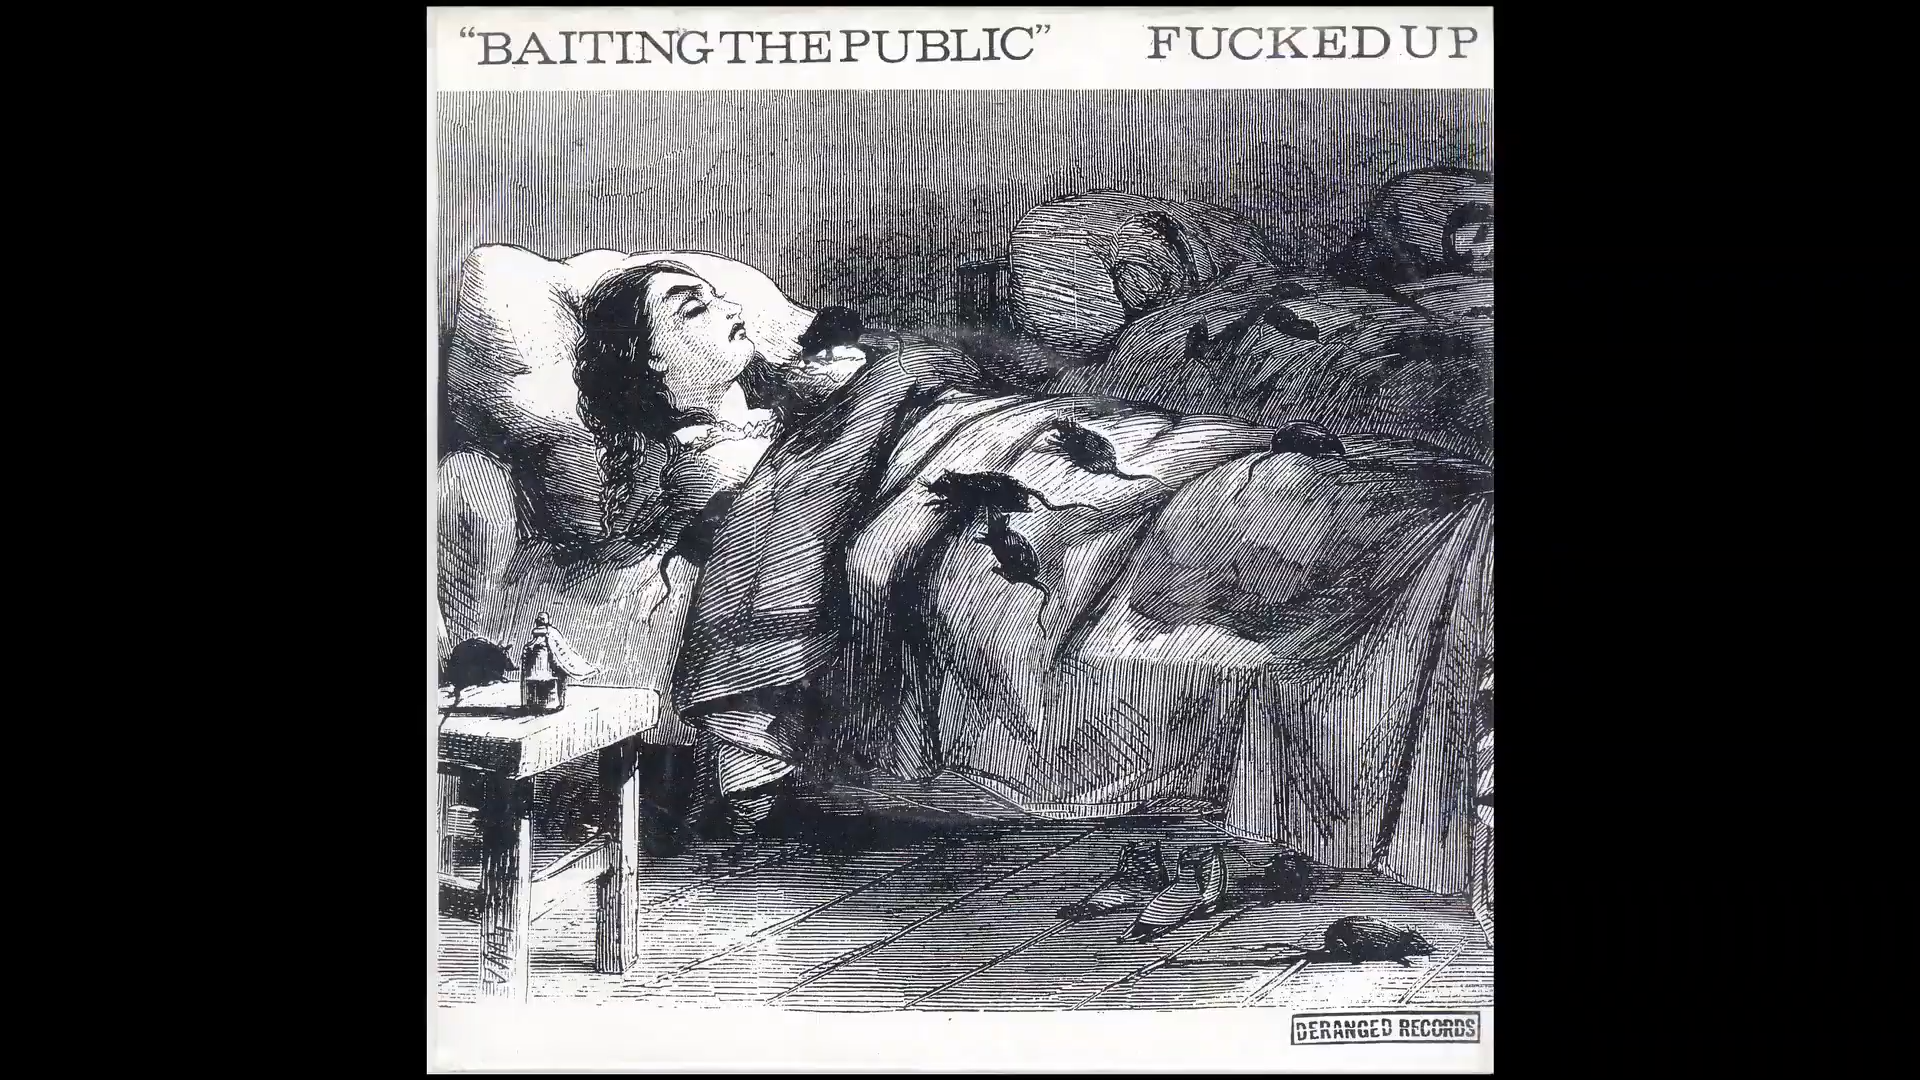 “BAITING THE PUBLIC” FUCKED UP
DERANGED RECORDS